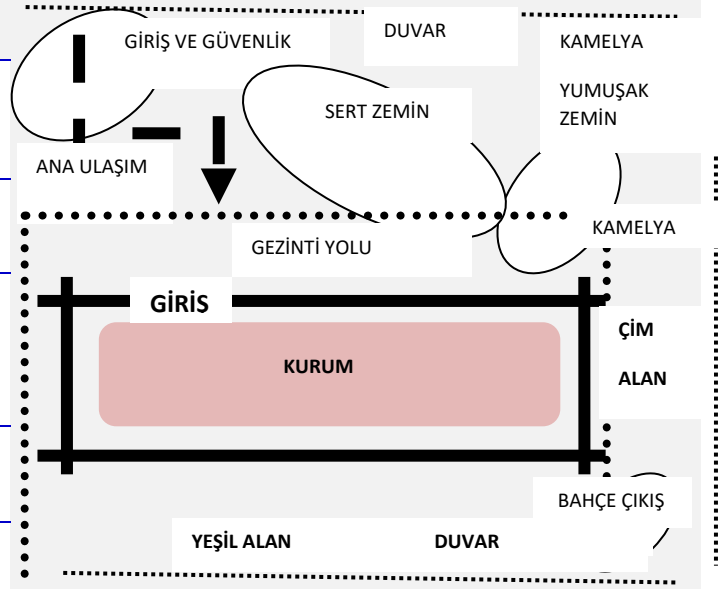 GİRİŞ VE GÜVENLİK
DUVAR
KAMELYA
YUMUŞAK
ZEMİN
SERT ZEMİN
ANA ULAŞIM
KAMELYA
GEZİNTİ YOLU
GİRİS
ÇİM
ALAN
KURUM
BAHÇE ÇIKIŞ
YEŞİL ALAN
DUVAR